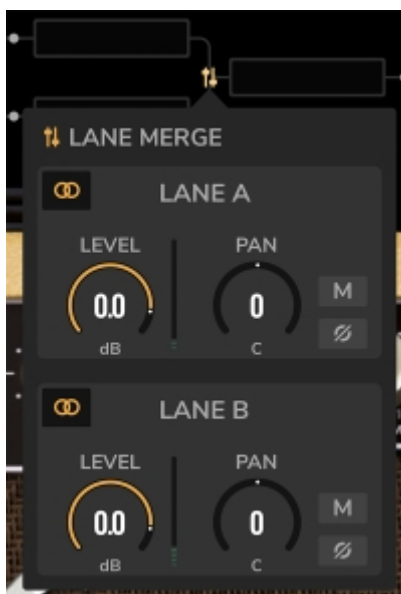 LANE MERGE
LANE A
LEVEL PAN
0.0 0 M
dB C
LANE B
LEVEL PAN
0.0 0 M
dB C